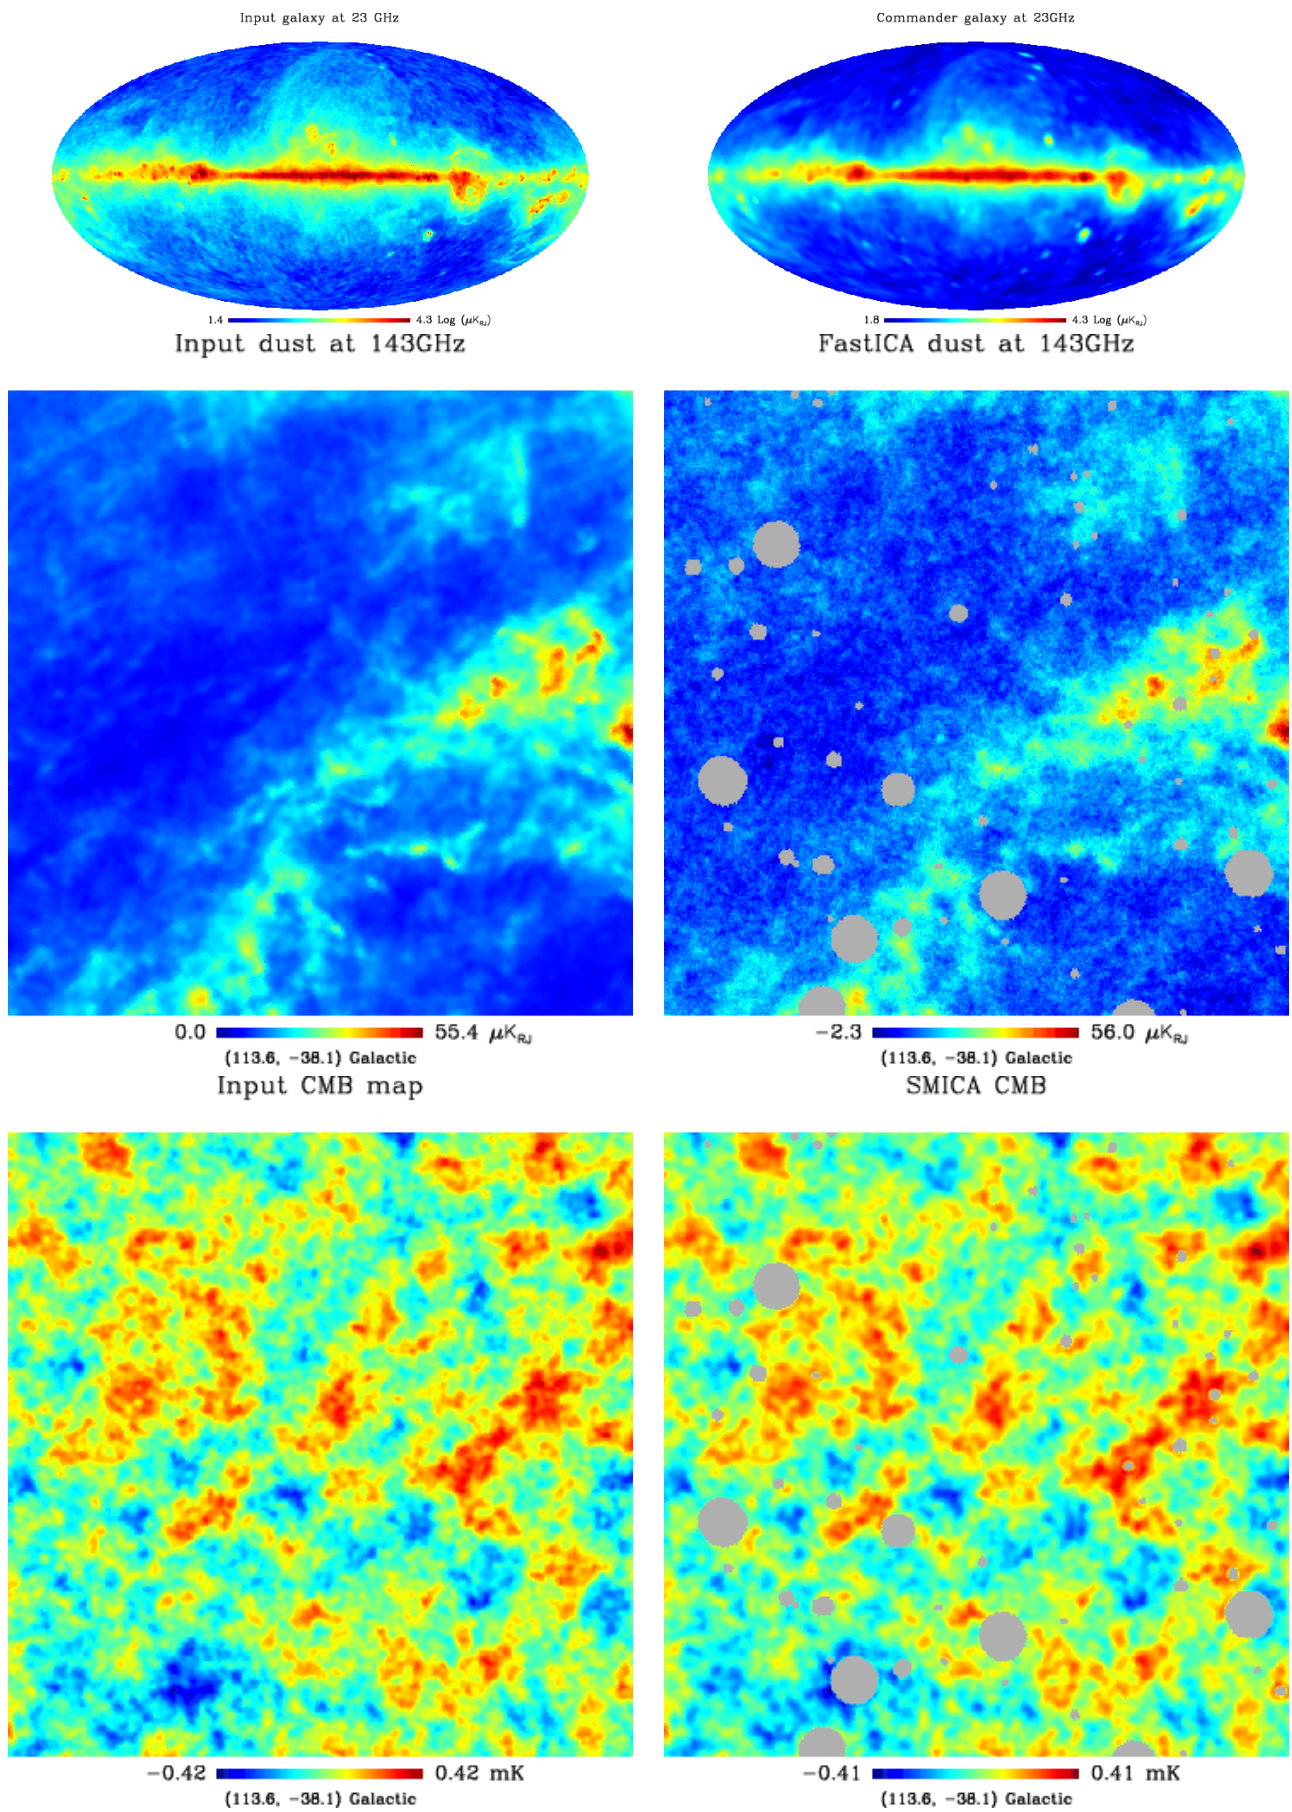 Input galaxy at 23 GHz
Commander galaxy at 23GHz
1.4 4.3 Log (μK_RJ)
1.8 4.3 Log (μK_RJ)
Input dust at 143GHz
FastICA dust at 143GHz
0.0 55.4 μK_RJ
(113.6, −38.1) Galactic
−2.3 56.0 μK_RJ
(113.6, −38.1) Galactic
Input CMB map
SMICA CMB
−0.42 0.42 mK
(113.6, −38.1) Galactic
−0.41 0.41 mK
(113.6, −38.1) Galactic